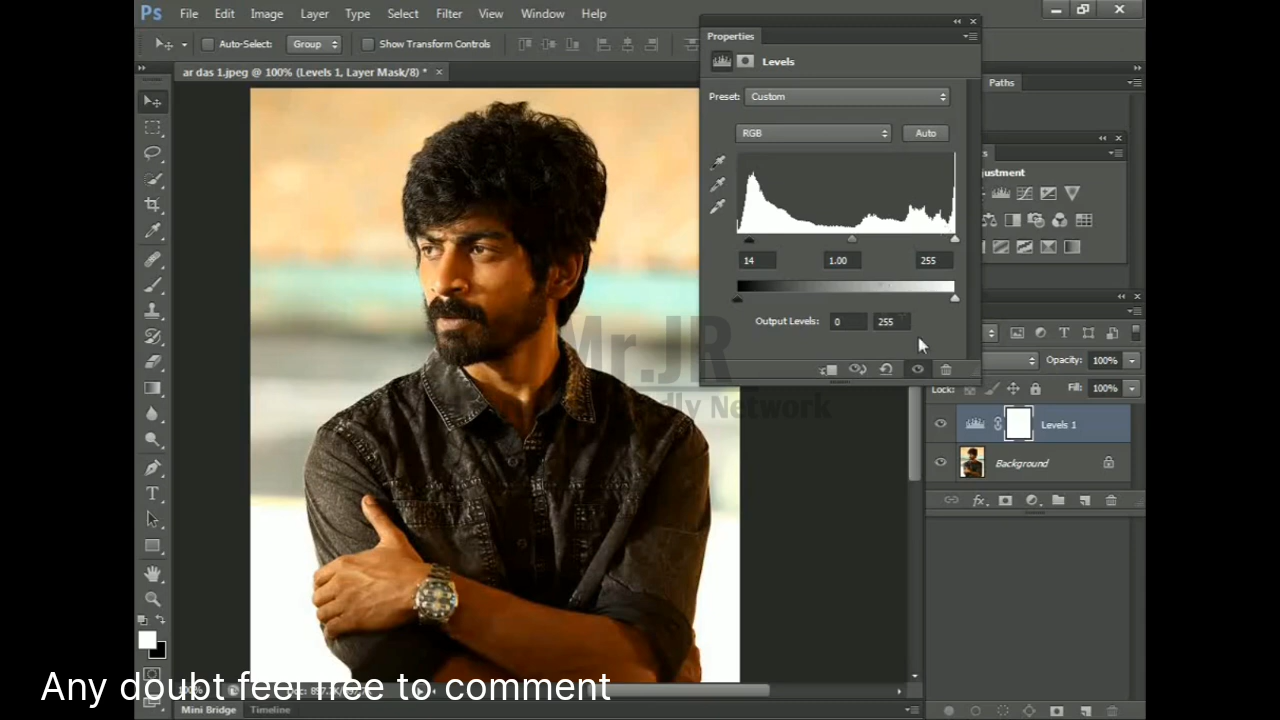 Ps File Edit Image Layer Type Select Filter View Window Help
Auto-Select: Group Show Transform Controls
ar das 1.jpeg @ 100% (Levels 1, Layer Mask/8) * ×
Properties
Levels
Preset: Custom
RGB Auto
14 1.00 255
Output Levels: 0 255
Paths
Opacity: 100%
Lock: Fill: 100%
Levels 1
Background
Mr.JR
Network
Any doubt feel free to comment
Mini Bridge Timeline